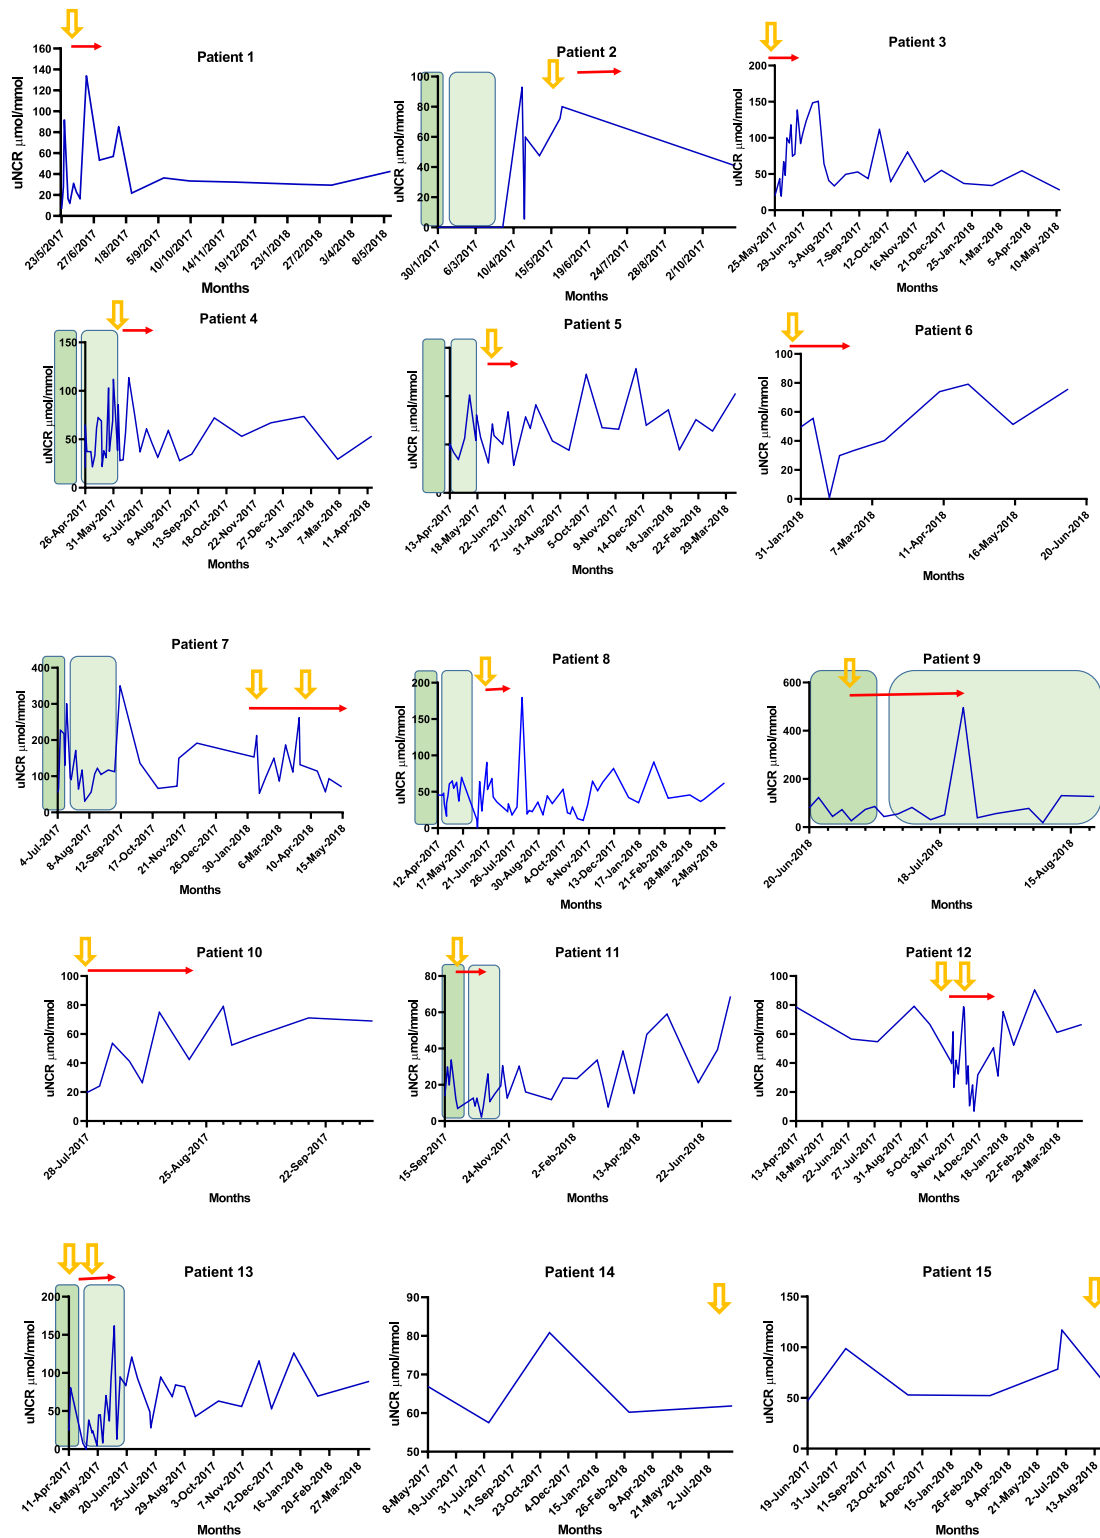 Patient 1
uNCR μmol/mmol
160
140
120
100
80
60
40
20
0
23/5/2017
27/6/2017
1/8/2017
5/9/2017
10/10/2017
14/11/2017
19/12/2017
23/1/2018
27/2/2018
3/4/2018
8/5/2018
Months
Patient 2
uNCR μmol/mmol
100
80
60
40
20
0
30/1/2017
6/3/2017
10/4/2017
15/5/2017
19/6/2017
24/7/2017
28/8/2017
2/10/2017
Months
Patient 3
uNCR μmol/mmol
200
150
100
50
0
25-May-2017
29-Jun-2017
3-Aug-2017
7-Sep-2017
12-Oct-2017
16-Nov-2017
21-Dec-2017
25-Jan-2018
1-Mar-2018
5-Apr-2018
10-May-2018
Months
Patient 4
uNCR μmol/mmol
150
100
50
0
26-Apr-2017
31-May-2017
5-Jul-2017
9-Aug-2017
13-Sep-2017
18-Oct-2017
22-Nov-2017
27-Dec-2017
31-Jan-2018
7-Mar-2018
11-Apr-2018
Months
Patient 5
uNCR μmol/mmol
13-Apr-2017
18-May-2017
22-Jun-2017
27-Jul-2017
31-Aug-2017
5-Oct-2017
9-Nov-2017
14-Dec-2017
18-Jan-2018
22-Feb-2018
29-Mar-2018
Months
Patient 6
uNCR μmol/mmol
100
80
60
40
20
0
31-Jan-2018
7-Mar-2018
11-Apr-2018
16-May-2018
20-Jun-2018
Months
Patient 7
uNCR μmol/mmol
400
300
200
100
0
4-Jul-2017
8-Aug-2017
12-Sep-2017
17-Oct-2017
21-Nov-2017
26-Dec-2017
30-Jan-2018
6-Mar-2018
10-Apr-2018
15-May-2018
Months
Patient 8
uNCR μmol/mmol
200
150
100
50
0
12-Apr-2017
17-May-2017
21-Jun-2017
26-Jul-2017
30-Aug-2017
4-Oct-2017
8-Nov-2017
13-Dec-2017
17-Jan-2018
21-Feb-2018
28-Mar-2018
2-May-2018
Months
Patient 9
uNCR μmol/mmol
600
400
200
0
20-Jun-2018
18-Jul-2018
15-Aug-2018
Months
Patient 10
uNCR μmol/mmol
100
80
60
40
20
0
28-Jul-2017
25-Aug-2017
22-Sep-2017
Months
Patient 11
uNCR μmol/mmol
80
60
40
20
0
15-Sep-2017
24-Nov-2017
2-Feb-2018
13-Apr-2018
22-Jun-2018
Months
Patient 12
uNCR μmol/mmol
100
80
60
40
20
0
13-Apr-2017
18-May-2017
22-Jun-2017
27-Jul-2017
31-Aug-2017
5-Oct-2017
9-Nov-2017
14-Dec-2017
18-Jan-2018
22-Feb-2018
29-Mar-2018
Months
Patient 13
uNCR μmol/mmol
200
150
100
50
0
11-Apr-2017
16-May-2017
20-Jun-2017
25-Jul-2017
29-Aug-2017
3-Oct-2017
7-Nov-2017
12-Dec-2017
16-Jan-2018
20-Feb-2018
27-Mar-2018
Months
Patient 14
uNCR μmol/mmol
90
80
70
60
50
8-May-2017
19-Jun-2017
31-Jul-2017
11-Sep-2017
23-Oct-2017
4-Dec-2017
15-Jan-2018
26-Feb-2018
9-Apr-2018
21-May-2018
2-Jul-2018
Months
Patient 15
uNCR μmol/mmol
150
100
50
0
19-Jun-2017
31-Jul-2017
11-Sep-2017
23-Oct-2017
4-Dec-2017
15-Jan-2018
26-Feb-2018
9-Apr-2018
21-May-2018
2-Jul-2018
13-Aug-2018
Months